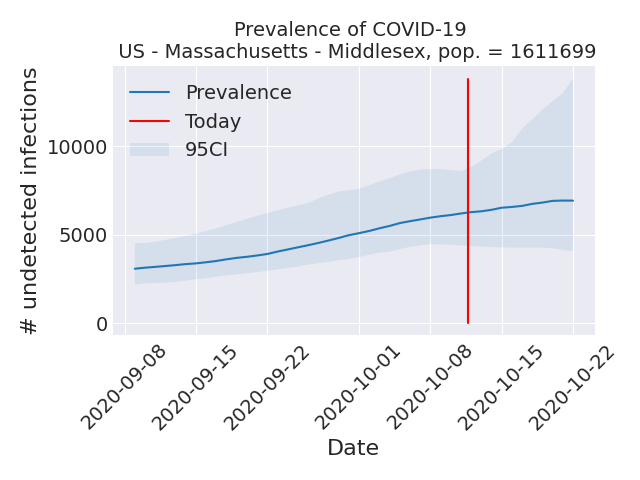 Prevalence of COVID-19
US - Massachusetts - Middlesex, pop. = 1611699
Prevalence
Today
95CI
# undetected infections
10000
5000
0
2020-09-08
2020-09-15
2020-09-22
2020-10-01
2020-10-08
2020-10-15
2020-10-22
Date